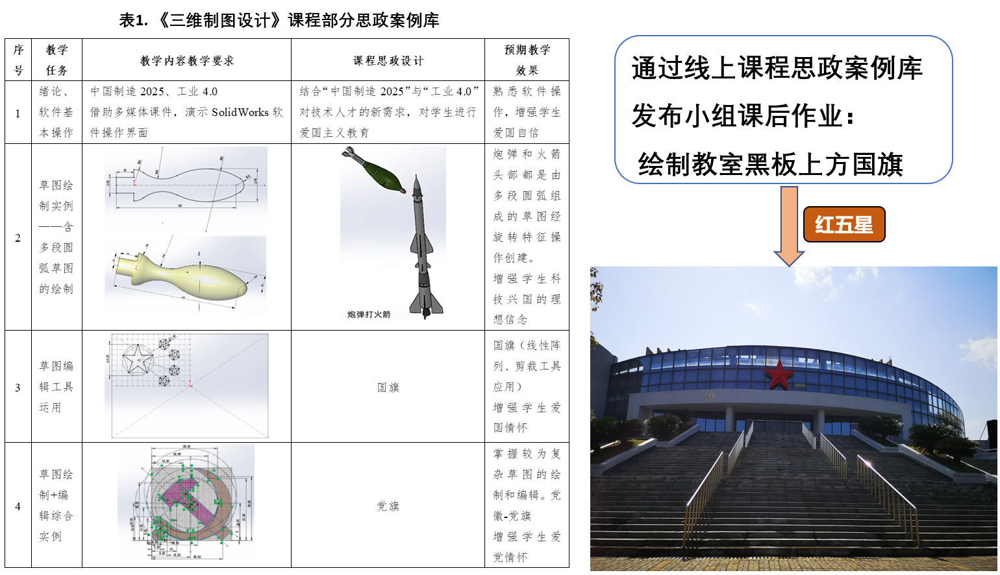 表1.《三维制图设计》课程部分思政案例库
序号
教学任务
教学内容教学要求
课程思政设计
预期教学效果
1
绪论、
软件基
本操作
中国制造 2025、工业 4.0
借助多媒体课件，演示 SolidWorks 软
件操作界面
结合“中国制造 2025”与“工业 4.0”
对技术人才的新需求，对学生进行
爱国主义教育
熟悉软件操
作，增强学生
爱国自信
2
草图绘
制实例
——含
多段圆
弧草图
的绘制
炮弹打火箭
炮弹和火箭
头部都是由
多段圆弧组
成的草图经
旋转特征操
作创建。
增强学生科
技兴国的理
想信念
3
草图编
辑工具
运用
国旗
国旗（线性阵
列、剪裁工具
应用）
增强学生爱
国情怀
4
草图绘
制+编
辑综合
实例
党旗
掌握较为复
杂草图的绘
制和编辑。党
徽-党旗
增强学生爱
党情怀
通过线上课程思政案例库
发布小组课后作业：
绘制教室黑板上方国旗
红五星